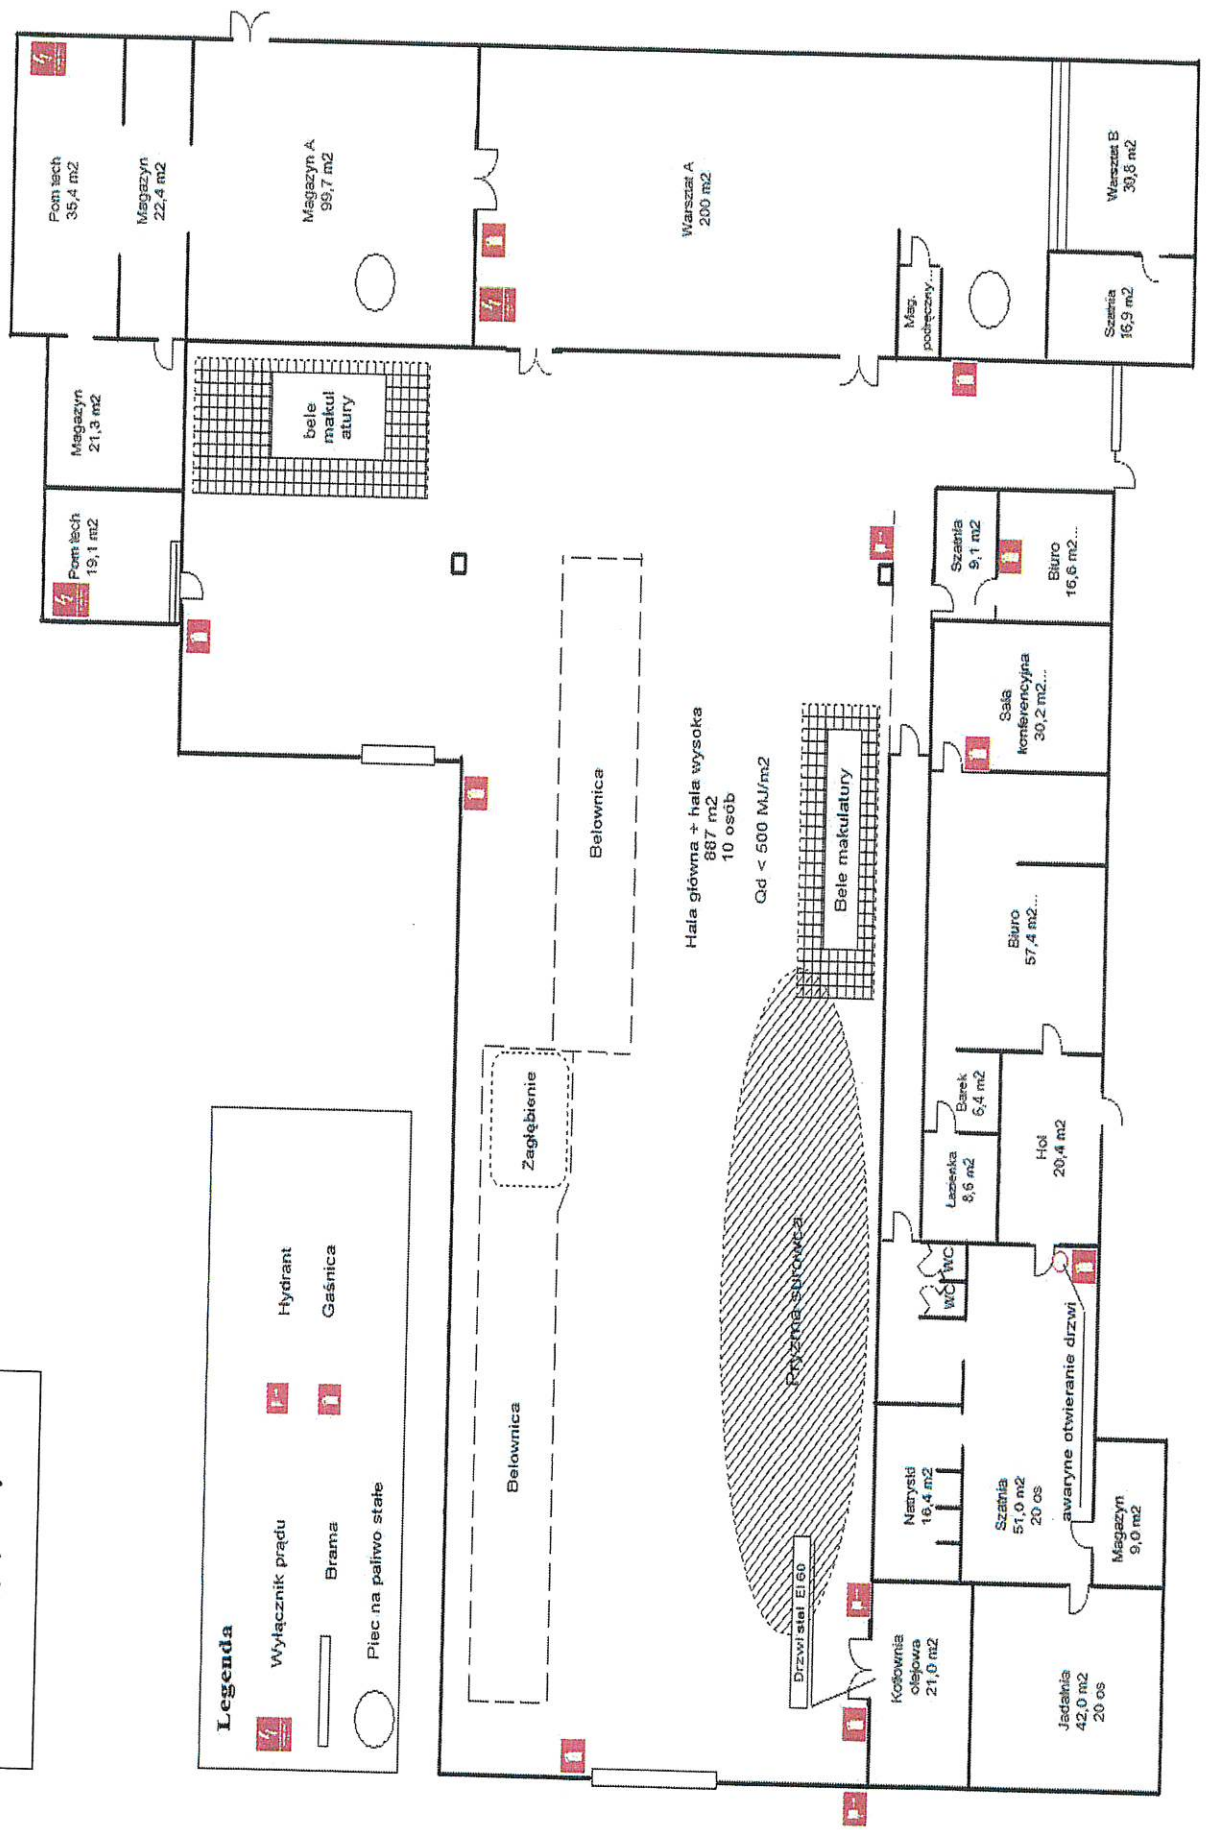 Legenda
Wyłącznik prądu
Hydrant
Brama
Gaśnica
Piec na paliwo stałe
Pom tech
35,4 m2
Magazyn
22,4 m2
Magazyn A
99,7 m2
Warsztat A
200 m2
Warsztat B
Szatnia
16,9 m2
Mag.
podręczny...
Magazyn
21,3 m2
Pom tech
19,1 m2
bele
makul
atury
Belownica
Zagłębienie
Belownica
Hala główna + hala wysoka
887 m2
10 osób
Qd < 500 MJ/m2
Bele makulatury
Pryzma surowca
Drzwi stal EI 60
Szatnia
9,1 m2
Biuro
16,6 m2...
Sala
konferencyjna
30,2 m2...
Biuro
57,4 m2...
Barek
6,4 m2
Łazienka
8,6 m2
Hol
20,4 m2
WC
WC
awaryne otwieranie drzwi
Natryski
16,4 m2
Szatnia
51,0 m2
20 os
Magazyn
9,0 m2
Kotłownia
olejowa
21,0 m2
Jadalnia
42,0 m2
20 os